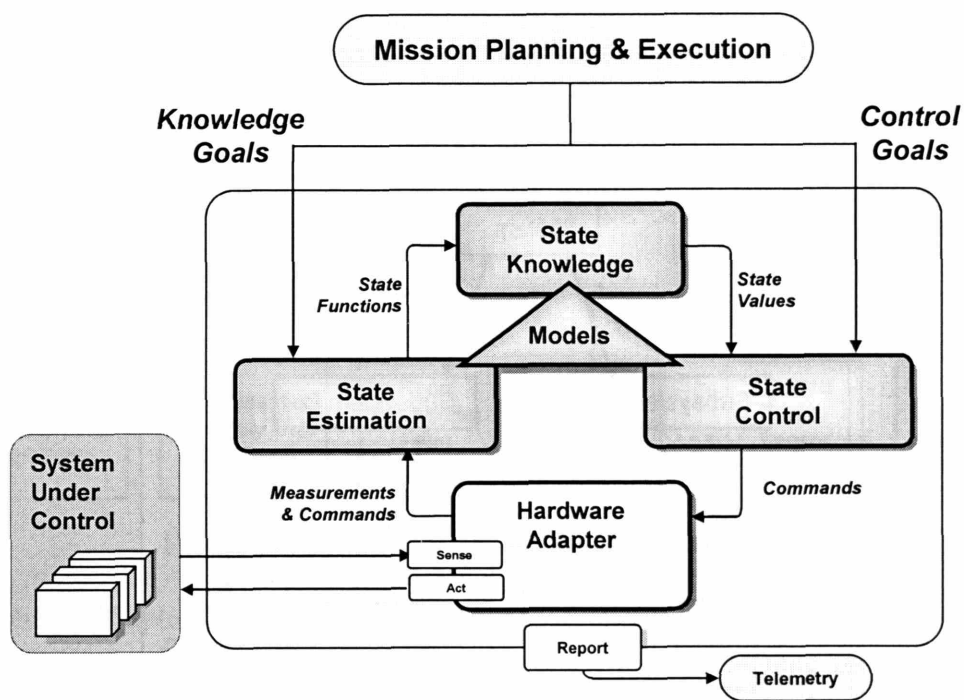 Mission Planning & Execution
Knowledge
Goals
Control
Goals
State
Knowledge
State
Functions
State
Values
Models
State
Estimation
State
Control
System
Under
Control
Measurements
& Commands
Hardware
Adapter
Commands
Sense
Act
Report
Telemetry